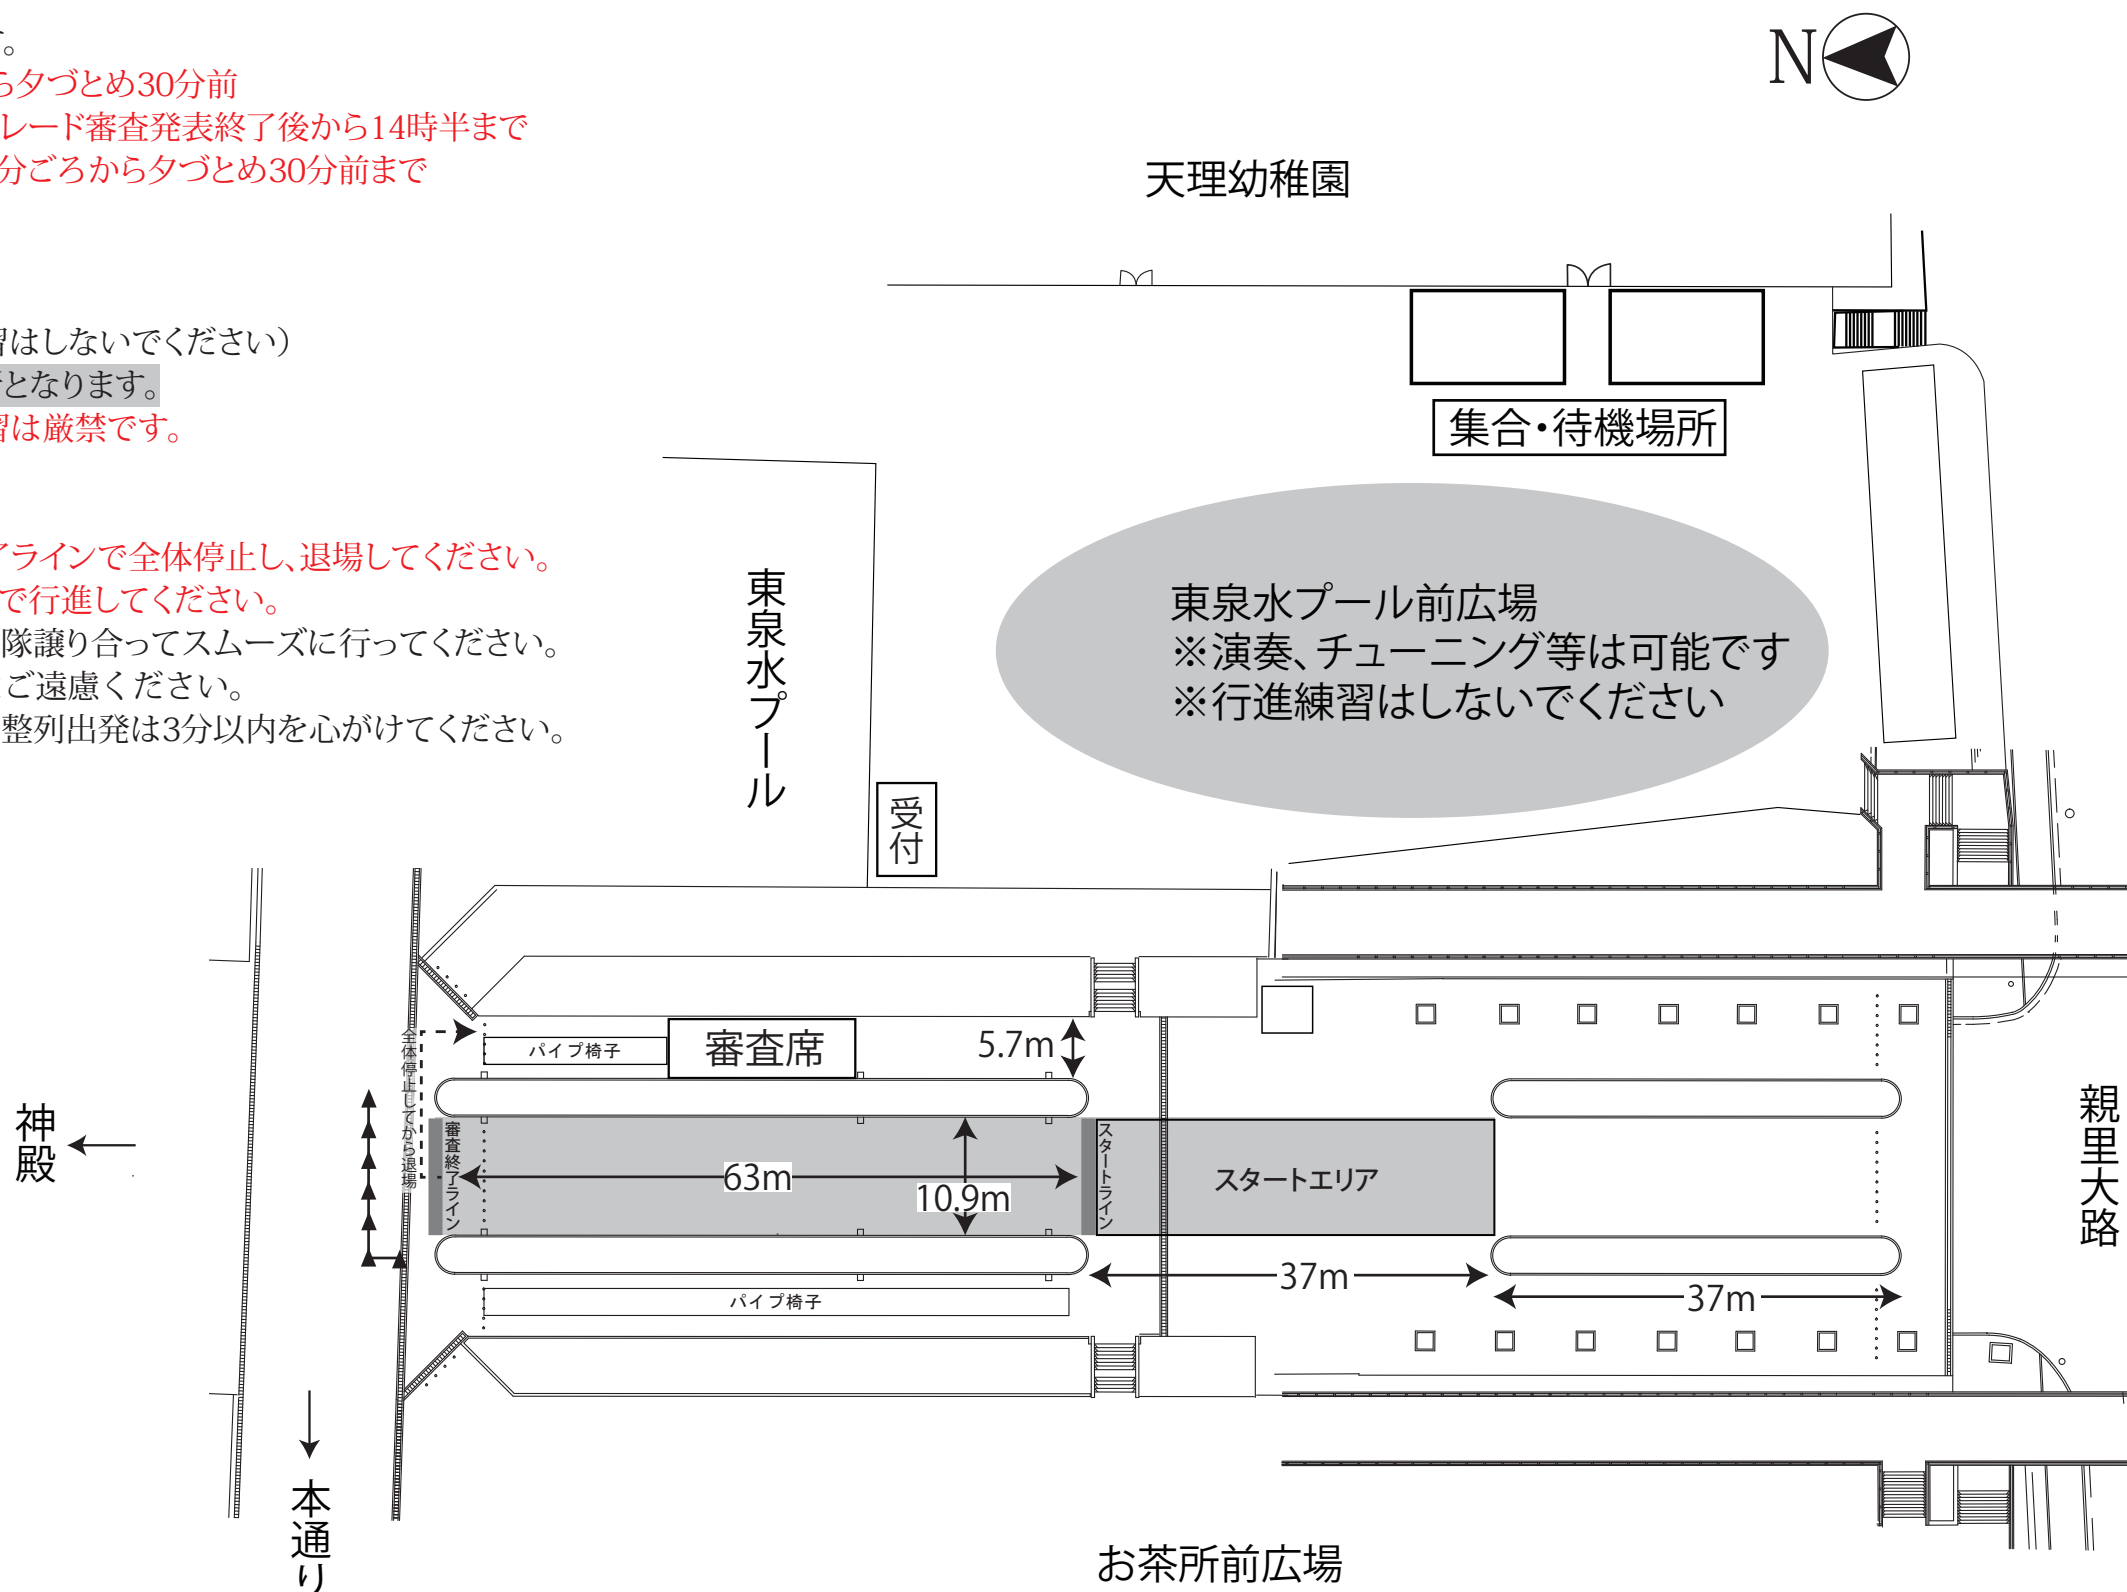 。
ら夕づとめ30分前
レード審査発表終了後から14時半まで
分ごろから夕づとめ30分前まで
習はしないでください）
となります。
習は厳禁です。
了ラインで全体停止し、退場してください。
で行進してください。
隊譲り合ってスムーズに行ってください。
ご遠慮ください。
整列出発は3分以内を心がけてください。
N
天理幼稚園
集合・待機場所
東泉水プール
東泉水プール前広場
※演奏、チューニング等は可能です
※行進練習はしないでください
受付
全体停止してから退場
パイプ椅子
審査席
5.7m
神殿
審査終了ライン
63m
10.9m
スタートライン
スタートエリア
親里大路
37m
37m
パイプ椅子
本通り
お茶所前広場